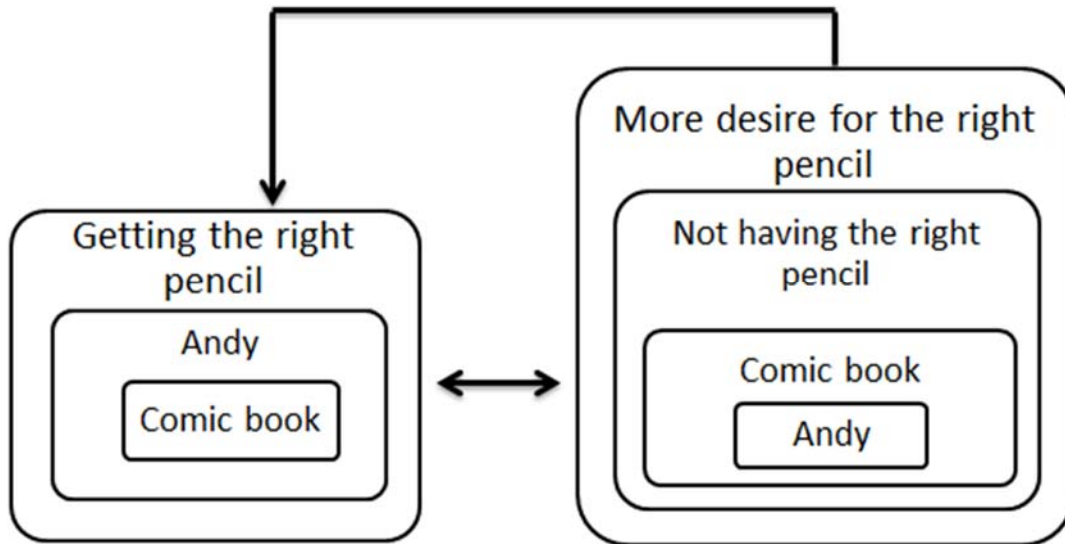 Getting the right
pencil
Andy
Comic book
More desire for the right
pencil
Not having the right
pencil
Comic book
Andy